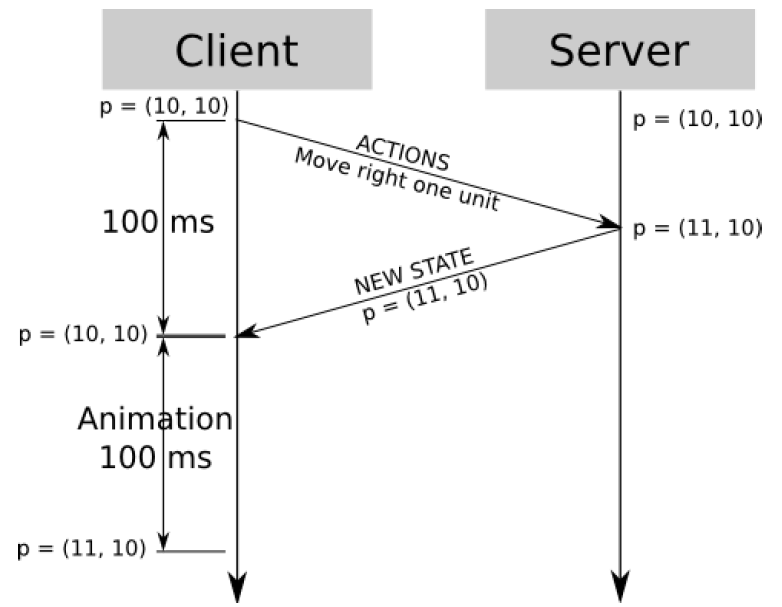 Client
Server
p = (10, 10)
p = (10, 10)
ACTIONS
Move right one unit
100 ms
p = (11, 10)
NEW STATE
p = (11, 10)
p = (10, 10)
Animation
100 ms
p = (11, 10)